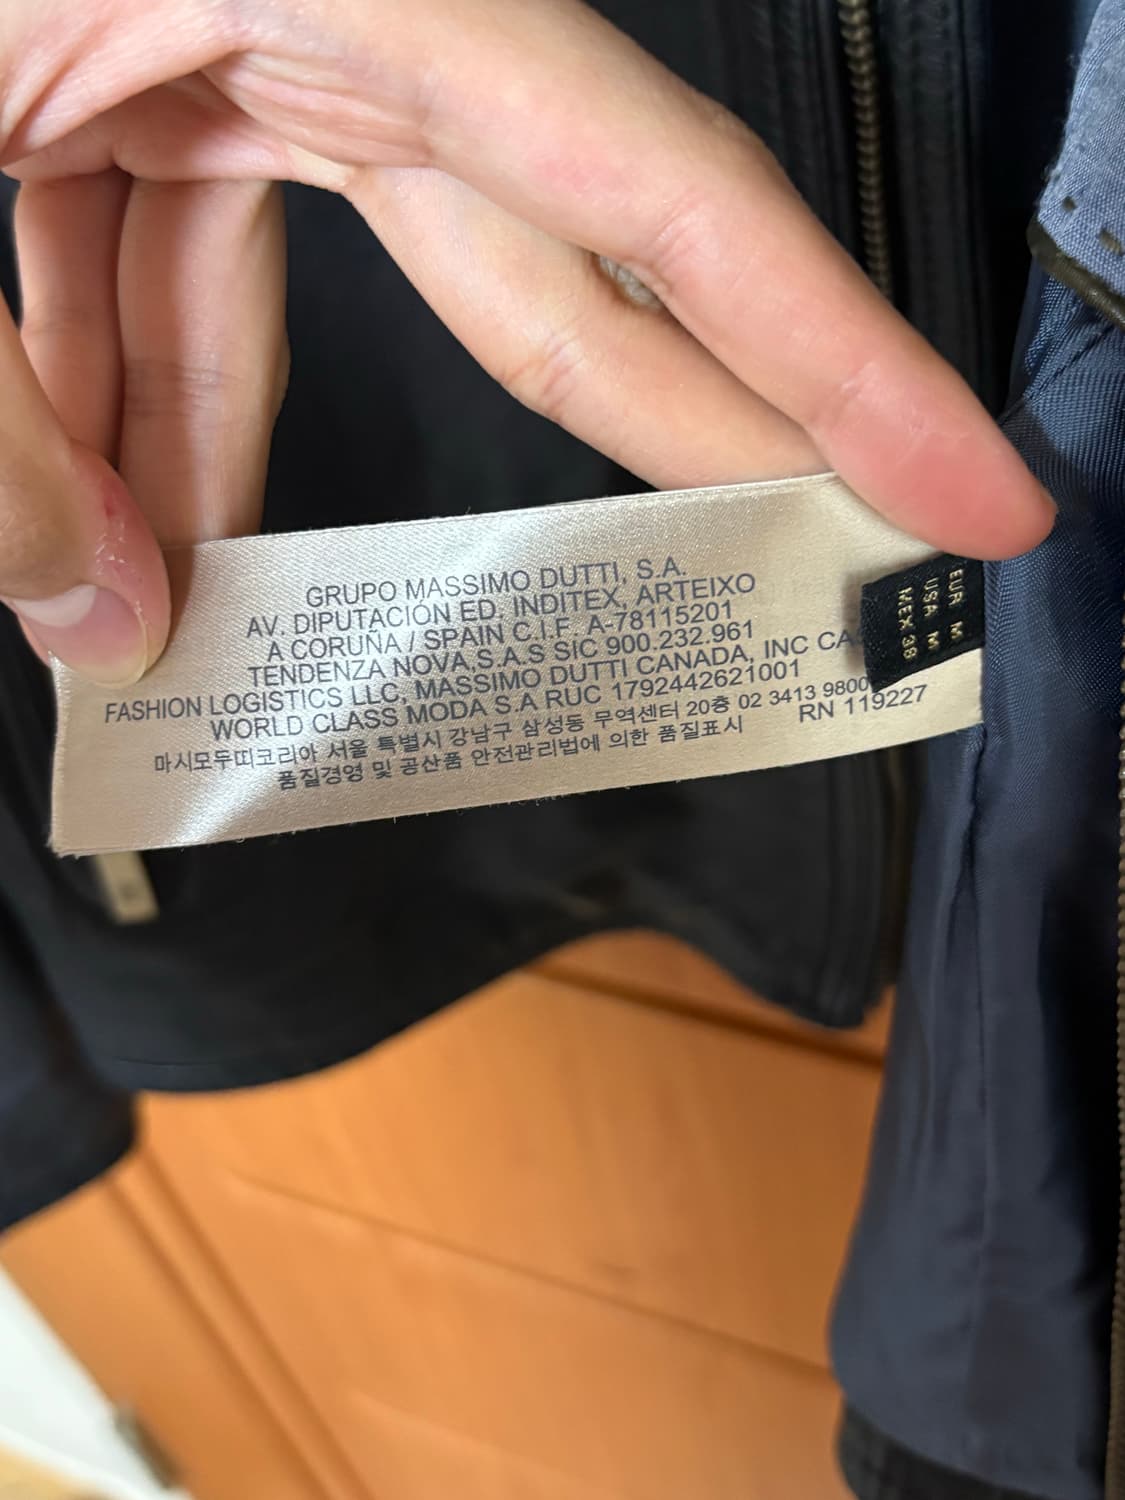 GRUPO MASSIMO DUTTI, S.A.
AV. DIPUTACIÓN ED. INDITEX, ARTEIXO
A CORUÑA / SPAIN C.I.F. A-78115201
TENDENZA NOVA,S.A.S SIC 900.232.961
FASHION LOGISTICS LLC, MASSIMO DUTTI CANADA, INC
WORLD CLASS MODA S.A RUC 1792442621001
마시모두띠코리아 서울 특별시 강남구 삼성동 무역센터 20층 02 3413 9800
품질경영 및 공산품 안전관리법에 의한 품질표시
RN 119227
EUR M
USA M
MEX 38